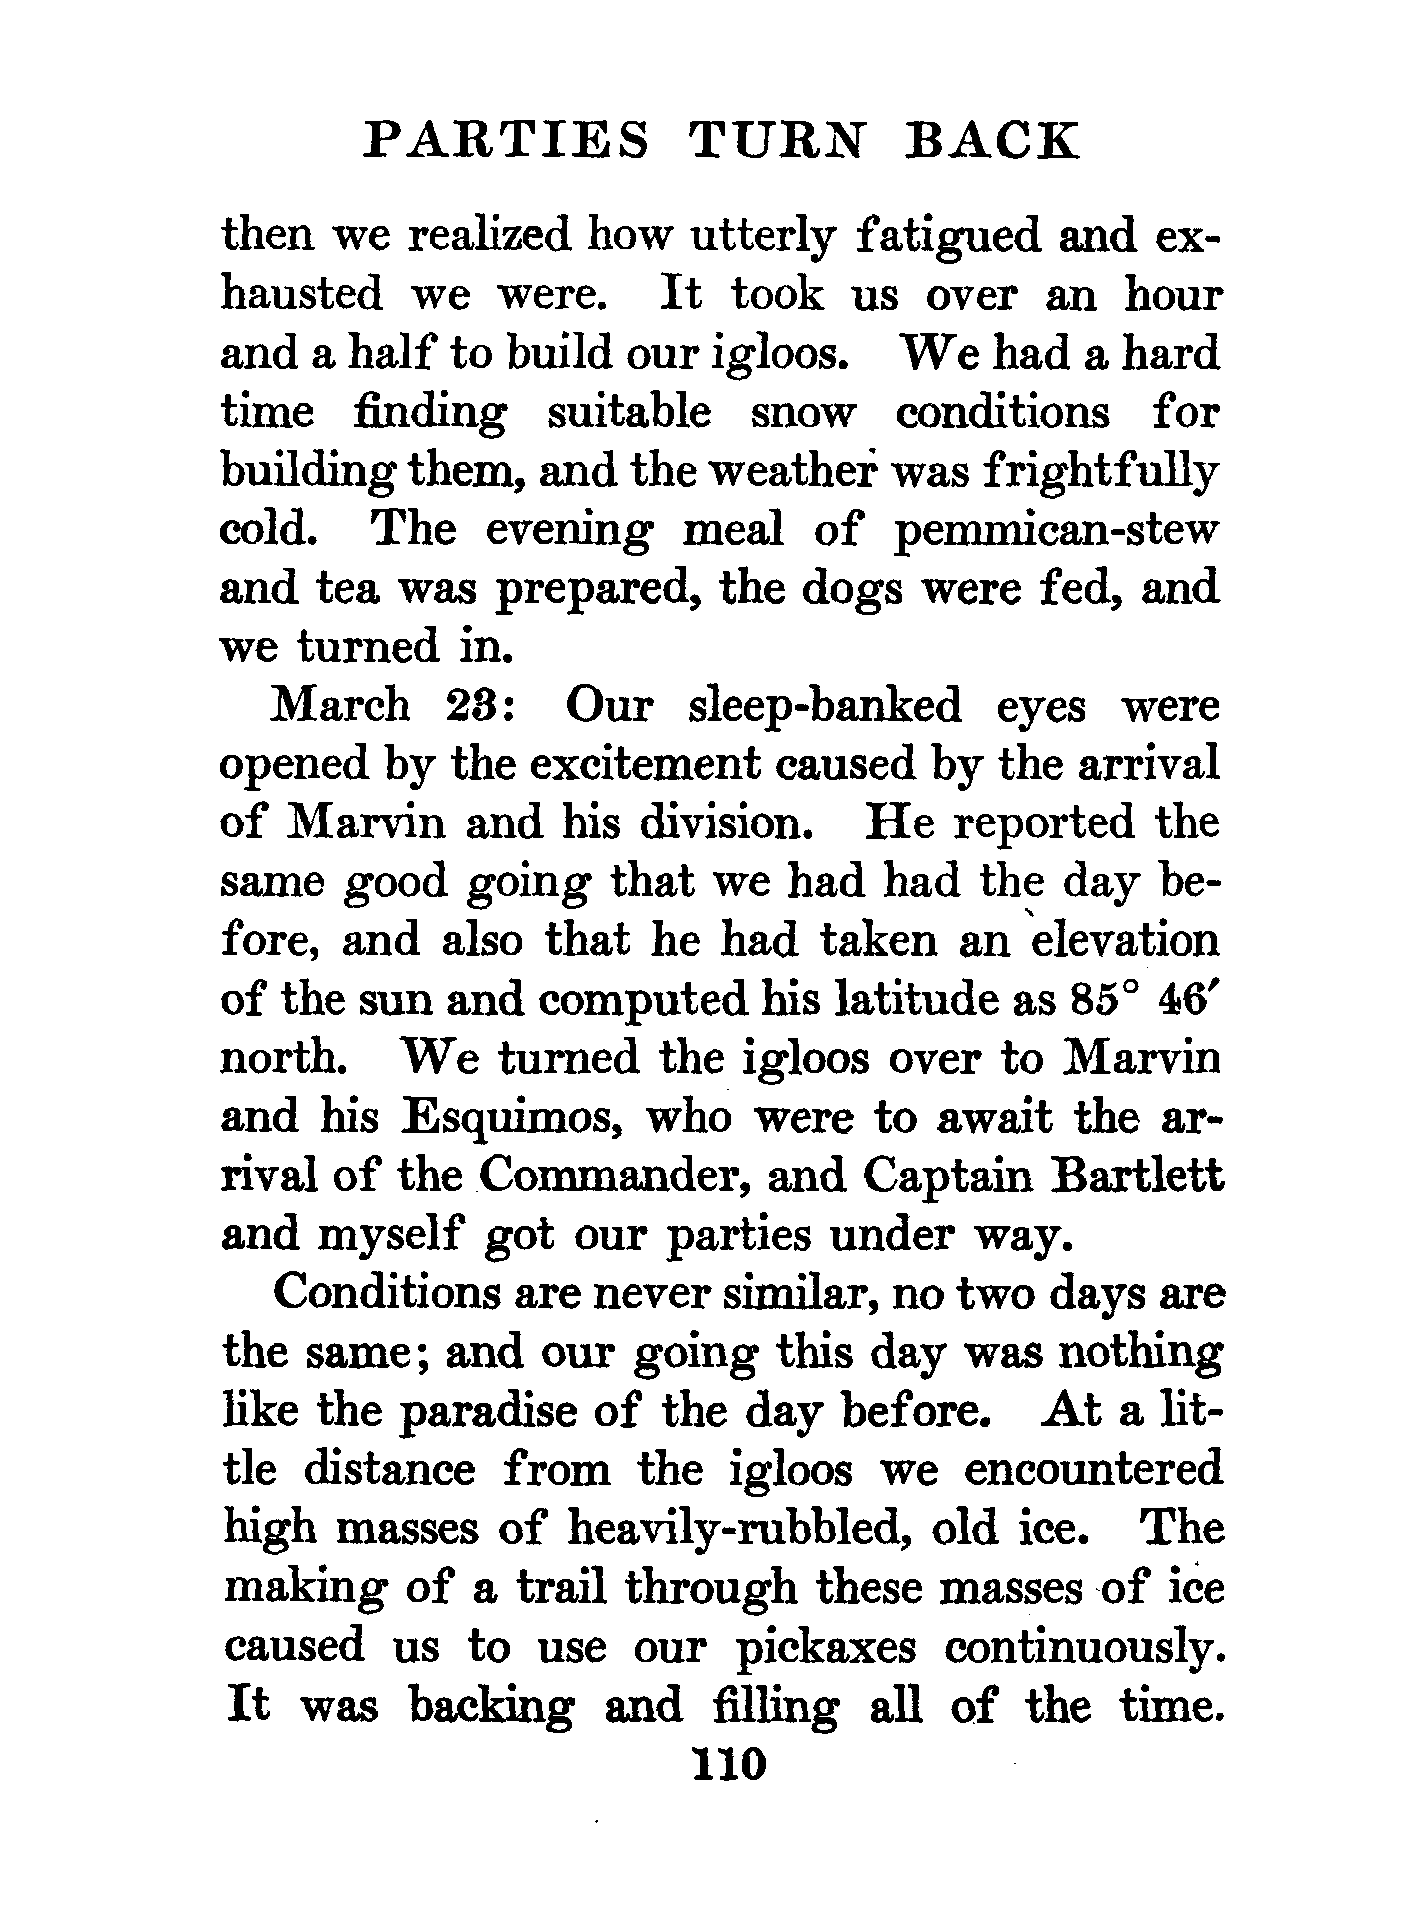 PARTIES TURN BACK
then we realized how utterly fatigued and ex-
hausted we were. It took us over an hour
and a half to build our igloos. We had a hard
time finding suitable snow conditions for
building them, and the weather was frightfully
cold. The evening meal of pemmican-stew
and tea was prepared, the dogs were fed, and
we turned in.
March 23: Our sleep-banked eyes were
opened by the excitement caused by the arrival
of Marvin and his division. He reported the
same good going that we had had the day be-
fore, and also that he had taken an elevation
of the sun and computed his latitude as 85° 46′
north. We turned the igloos over to Marvin
and his Esquimos, who were to await the ar-
rival of the Commander, and Captain Bartlett
and myself got our parties under way.
Conditions are never similar, no two days are
the same; and our going this day was nothing
like the paradise of the day before. At a lit-
tle distance from the igloos we encountered
high masses of heavily-rubbled, old ice. The
making of a trail through these masses of ice
caused us to use our pickaxes continuously.
It was backing and filling all of the time.
110